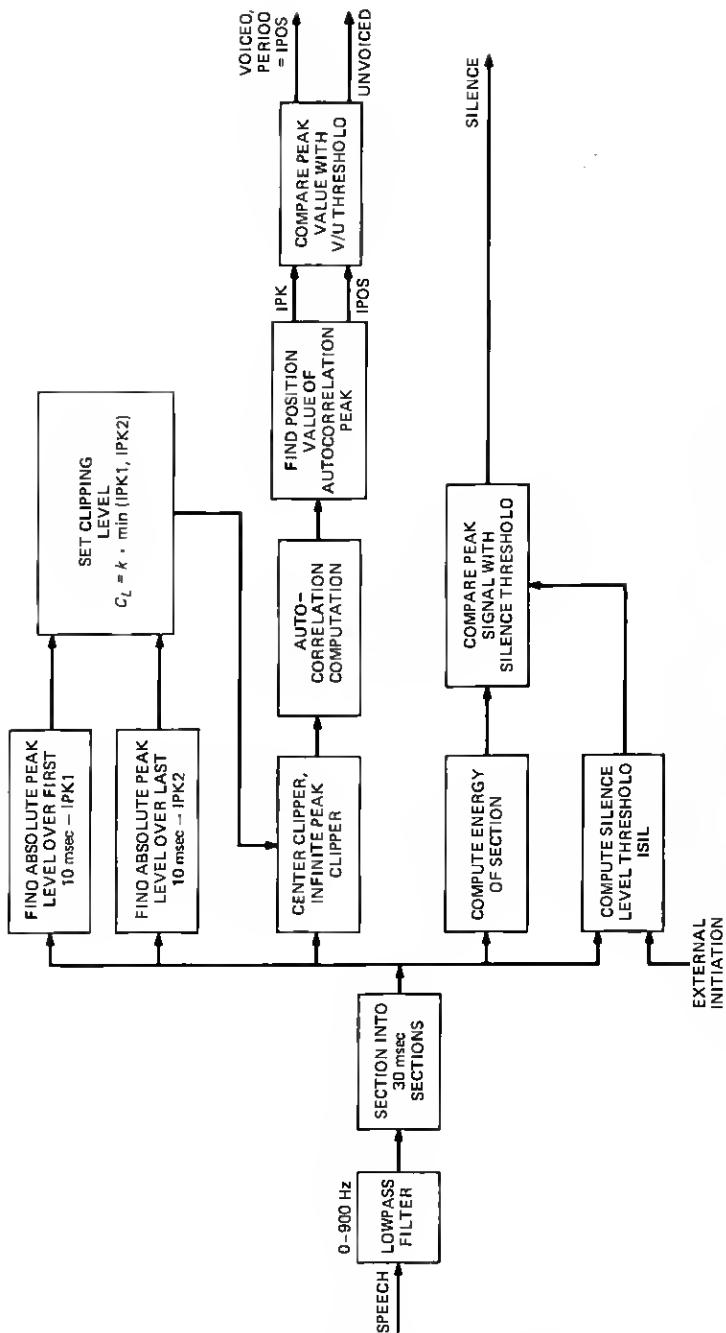 SPEECH
0–900 Hz
LOWPASS
FILTER
SECTION INTO
30 msec
SECTIONS
FINO ABSOLUTE PEAK
LEVEL OVER FIRST
10 msec → IPK1
FINO ABSOLUTE PEAK
LEVEL OVER LAST
10 msec → IPK2
SET CLIPPING
LEVEL
C_L = k • min (IPK1, IPK2)
CENTER CLIPPER,
INFINITE PEAK
CLIPPER
AUTO-
CORRELATION
COMPUTATION
FIND POSITION
VALUE OF
AUTOCORRELATION
PEAK
IPK
IPOS
COMPARE PEAK
VALUE WITH
V/U THRESHOLO
VOICED,
PERIOD
= IPOS
UNVOICED
COMPUTE ENERGY
OF SECTION
COMPARE PEAK
SIGNAL WITH
SILENCE THRESHOLD
SILENCE
COMPUTE SILENCE
LEVEL THRESHOLD
ISIL
EXTERNAL
INITIATION